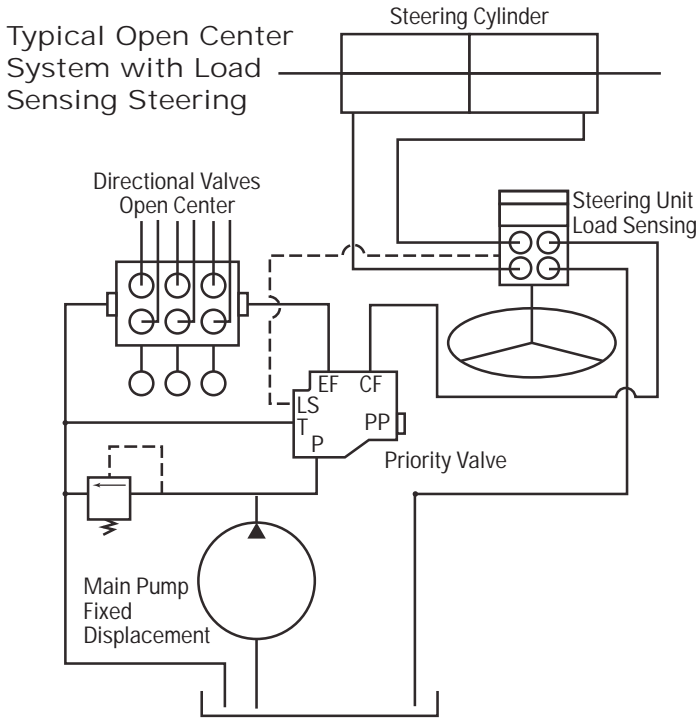 Typical Open Center
System with Load
Sensing Steering
Steering Cylinder
Directional Valves
Open Center
Steering Unit
Load Sensing
EF CF
LS
T PP
P
Priority Valve
Main Pump
Fixed
Displacement